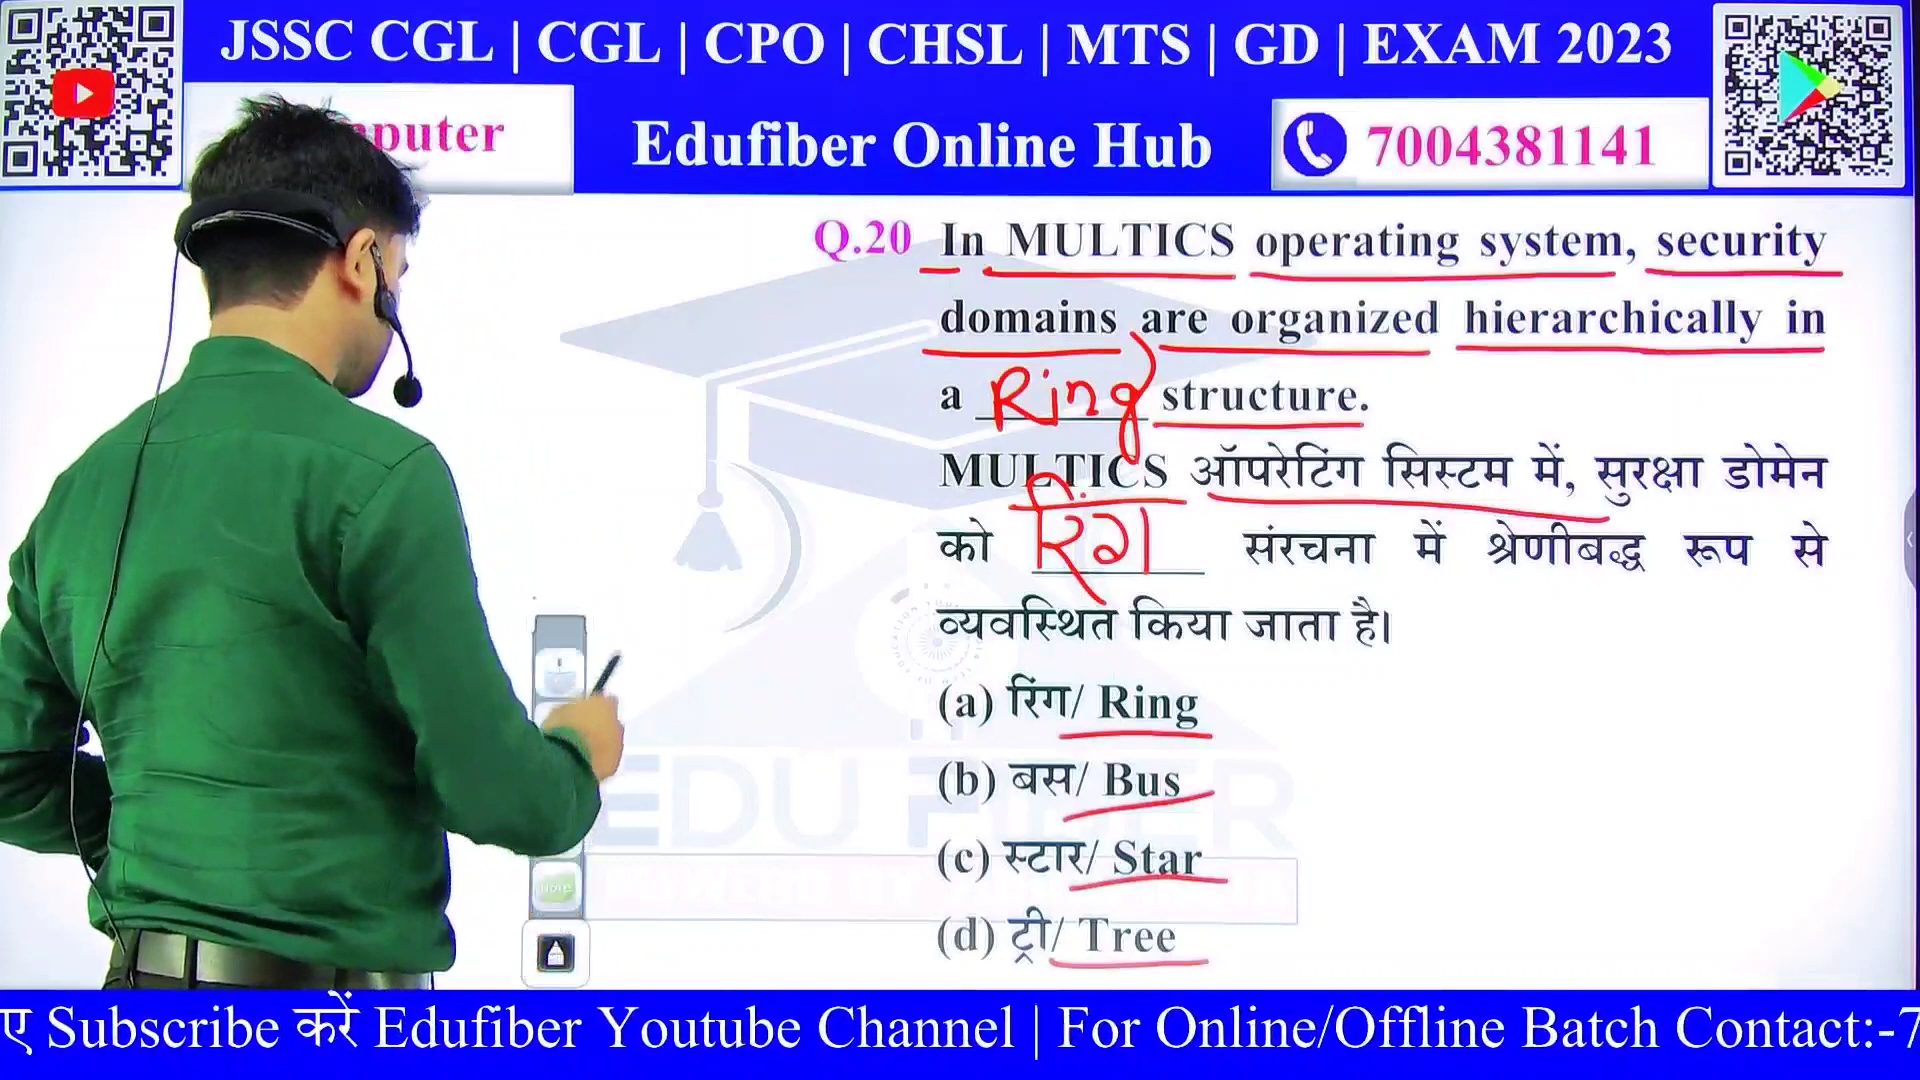 JSSC CGL | CGL | CPO | CHSL | MTS | GD | EXAM 2023
Edufiber Online Hub
7004381141
Q.20 In MULTICS operating system, security
domains are organized hierarchically in
a Ring structure.
MULTICS ऑपरेटिंग सिस्टम में, सुरक्षा डोमेन
को रिंग संरचना में श्रेणीबद्ध रूप से
व्यवस्थित किया जाता है।
(a) रिंग/ Ring
(b) बस/ Bus
(c) स्टार/ Star
(d) ट्री/ Tree
EDU FIBER
Subscribe करें Edufiber Youtube Channel | For Online/Offline Batch Contact:-7